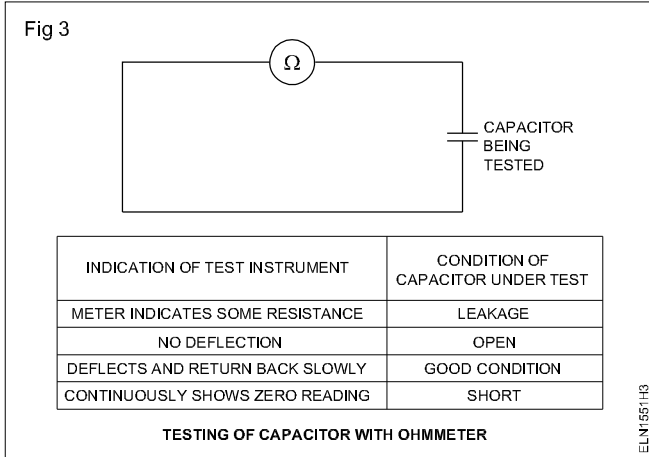 Fig 3
Ω
CAPACITOR
BEING
TESTED
INDICATION OF TEST INSTRUMENT
CONDITION OF
CAPACITOR UNDER TEST
METER INDICATES SOME RESISTANCE
LEAKAGE
NO DEFLECTION
OPEN
DEFLECTS AND RETURN BACK SLOWLY
GOOD CONDITION
CONTINUOUSLY SHOWS ZERO READING
SHORT
TESTING OF CAPACITOR WITH OHMMETER
ELN1551H3